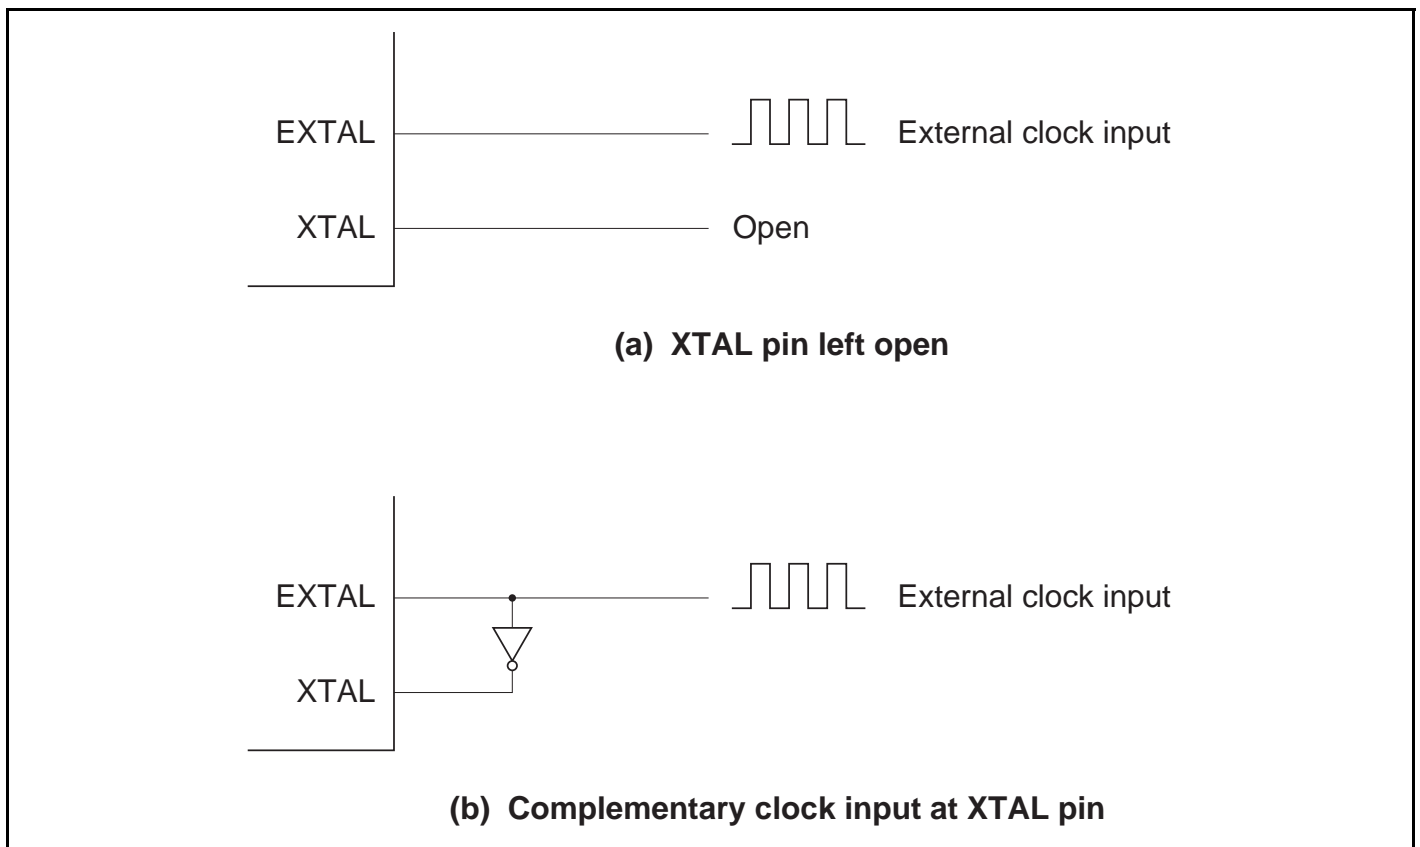 EXTAL
External clock input
XTAL
Open
(a) XTAL pin left open
EXTAL
External clock input
XTAL
(b) Complementary clock input at XTAL pin